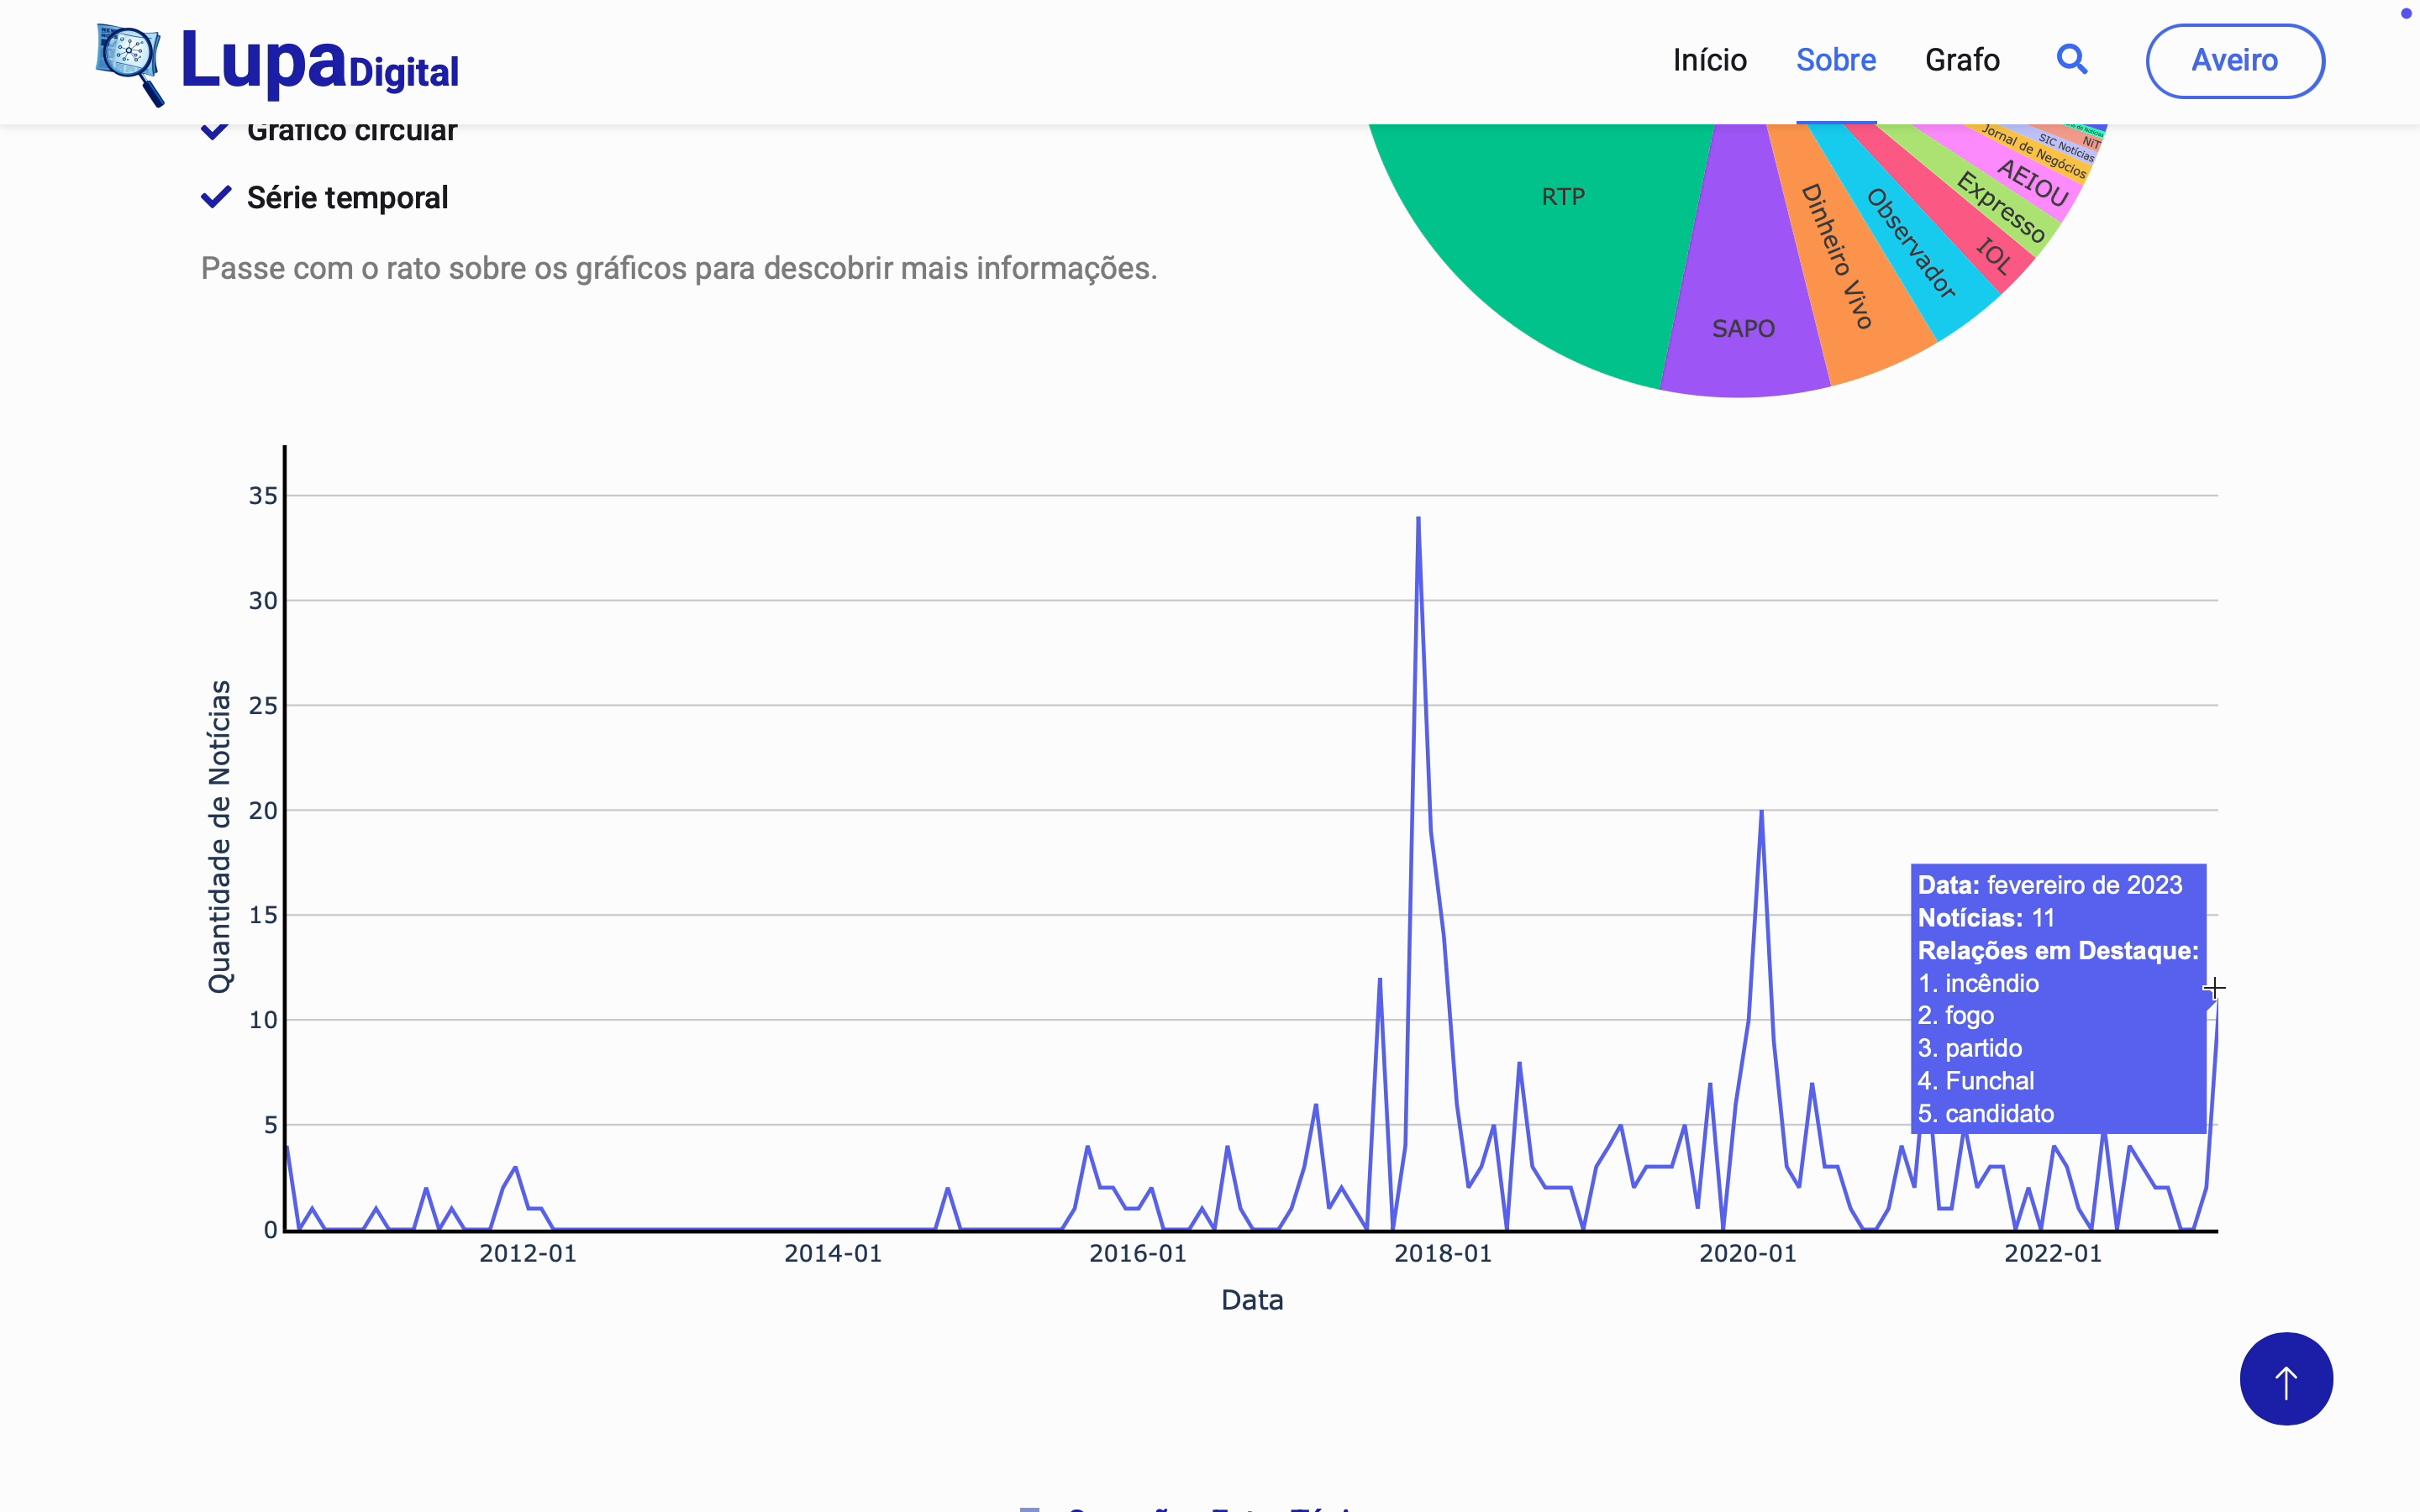 LupaDigital
Início
Sobre
Grafo
Aveiro
Gráfico circular
Série temporal
Passe com o rato sobre os gráficos para descobrir mais informações.
RTP
SAPO
Dinheiro Vivo
Observador
IOL
Expresso
AEIOU
Jornal de Negócios
SIC Notícias
NiT
35
30
25
20
15
10
5
0
Quantidade de Notícias
Data: fevereiro de 2023
Notícias: 11
Relações em Destaque:
1. incêndio
2. fogo
3. partido
4. Funchal
5. candidato
2012-01
2014-01
2016-01
2018-01
2020-01
2022-01
Data